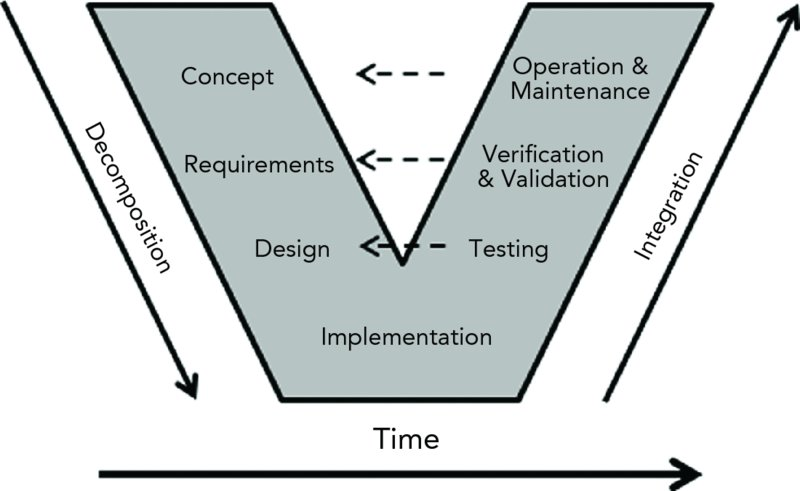 Concept
Operation &
Maintenance
Decomposition
Requirements
Verification
& Validation
Integration
Design
Testing
Implementation
Time